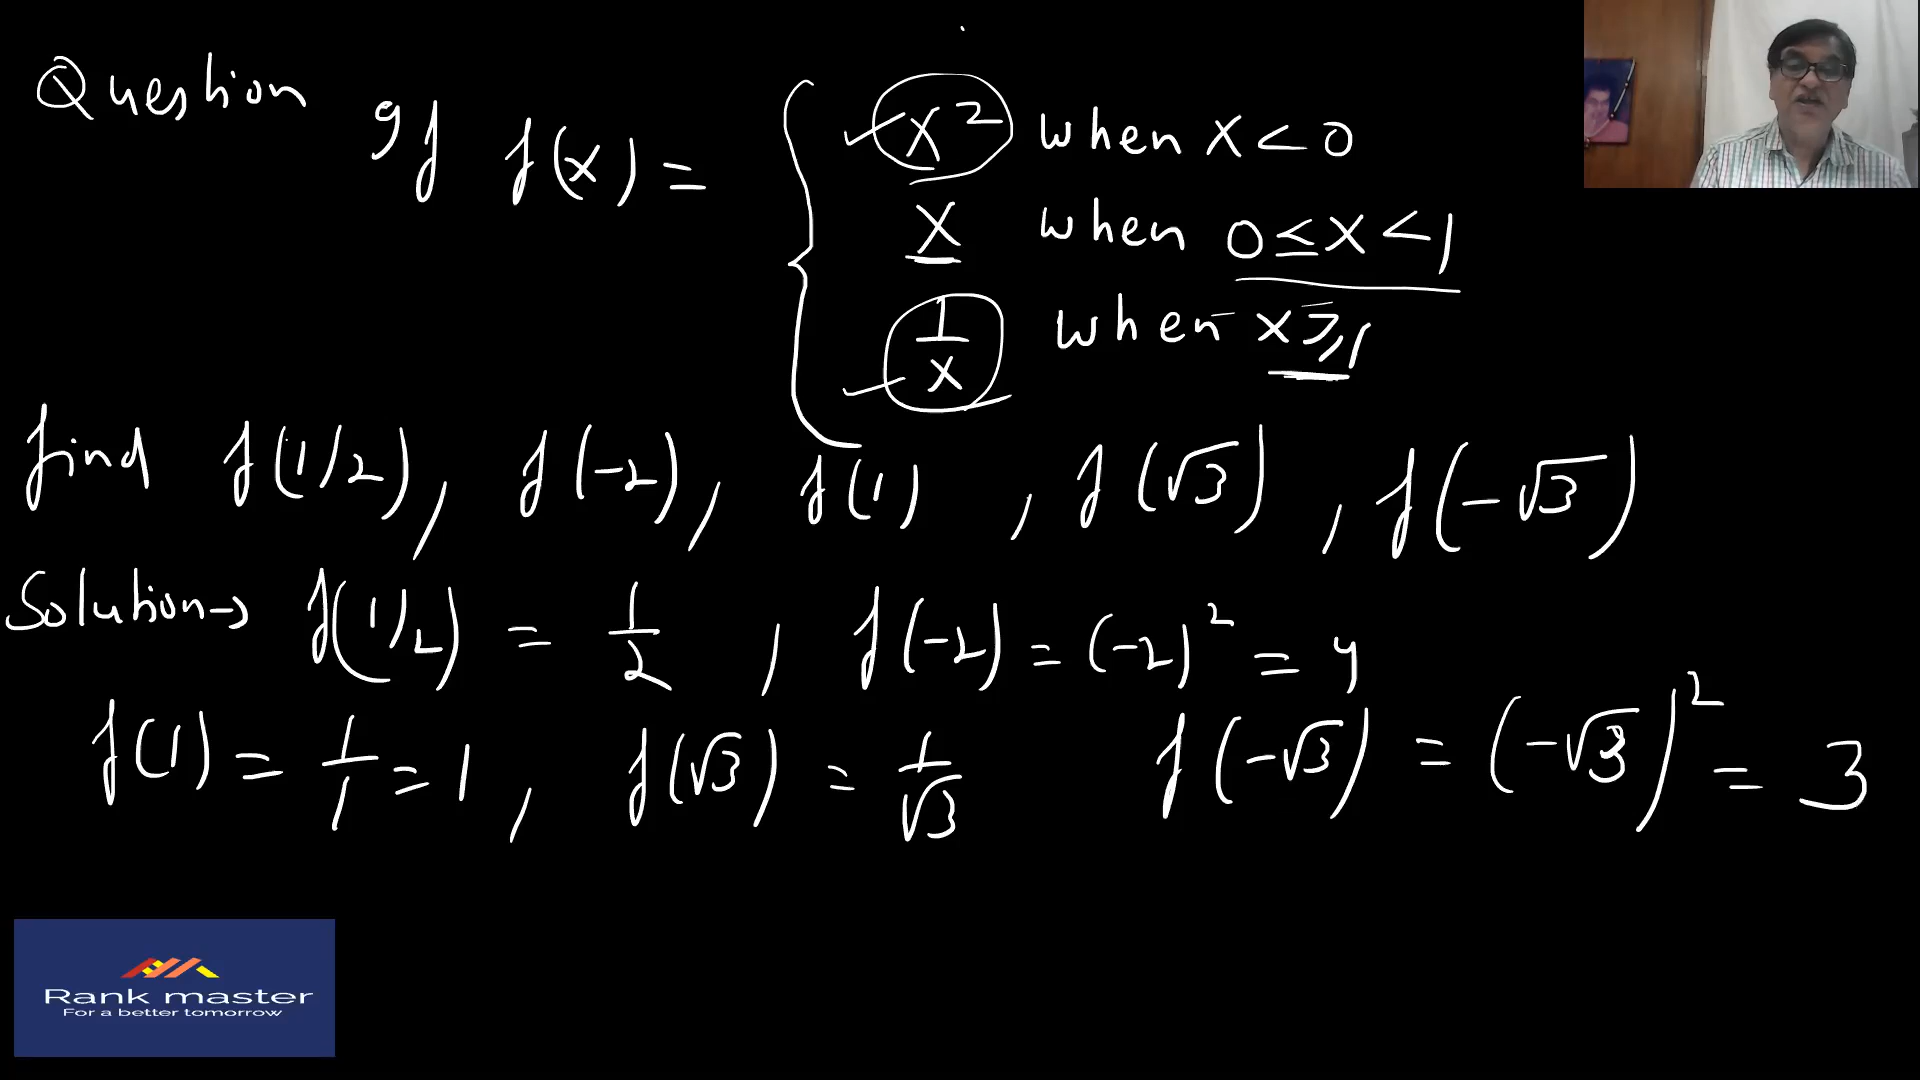 Question If f(x) = { x² when x < 0
x when 0 ≤ x < 1
1/x when x ≥ 1
find f(1/2), f(-2), f(1), f(√3), f(-√3)
Solution→ f(1/2) = 1/2, f(-2) = (-2)² = 4
f(1) = 1/1 = 1, f(√3) = 1/√3 f(-√3) = (-√3)² = 3
Rank master
For a better tomorrow